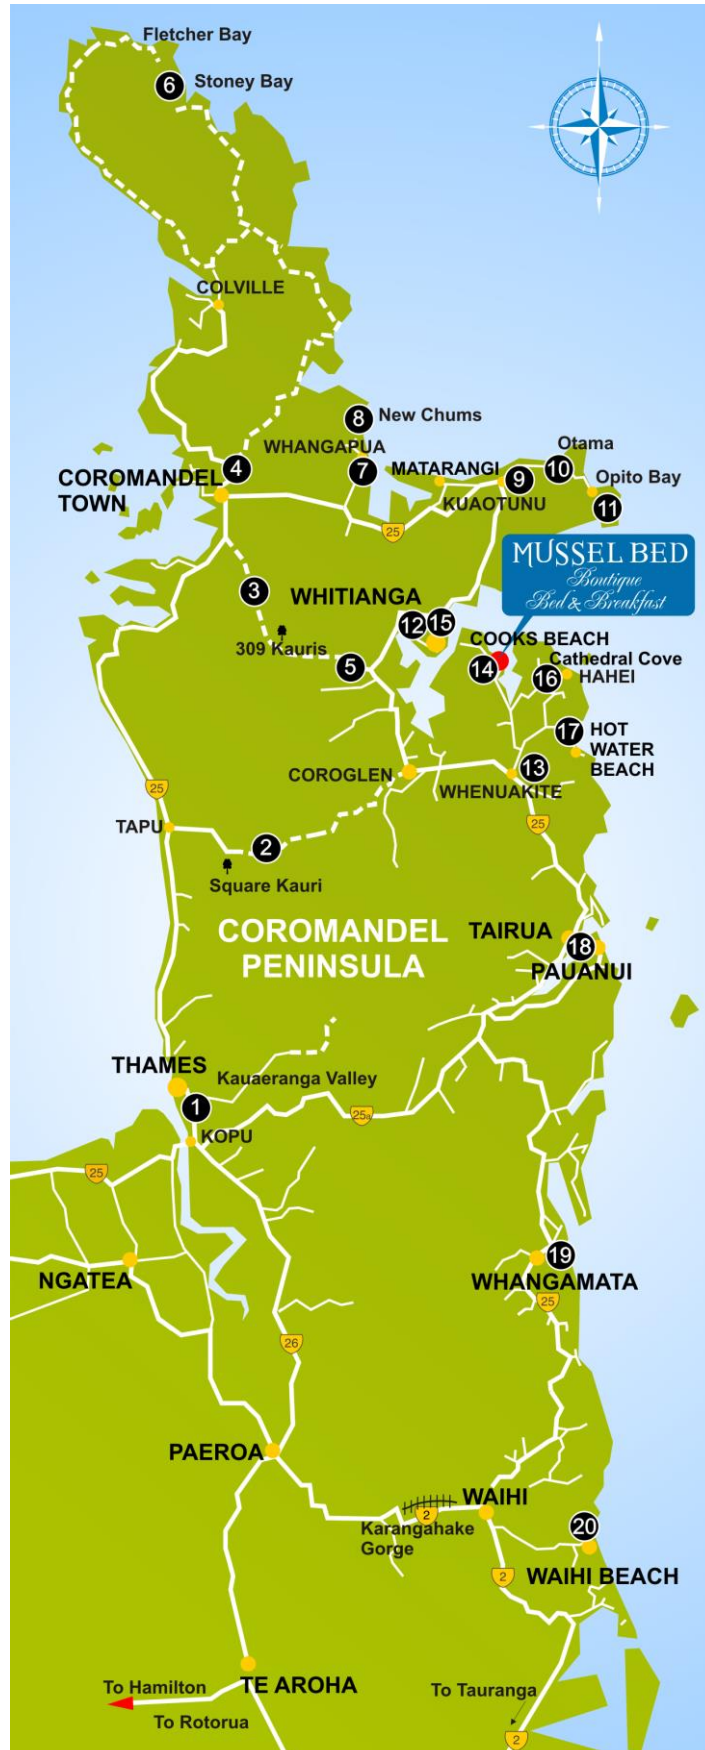 Fletcher Bay
6
Stoney Bay
COLVILLE
8
New Chums
WHANGAPUA
7
4
COROMANDEL
TOWN
MATARANGI
9
KUAOTUNU
Otama
10
Opito Bay
11
25
MUSSEL BED
Boutique
Bed & Breakfast
3
WHITIANGA
12
15
309 Kauris
5
COOKS BEACH
14
Cathedral Cove
16
HAHEI
17
HOT
WATER
BEACH
COROGLEN
13
WHENUAKITE
25
25
TAPU
2
Square Kauri
COROMANDEL
PENINSULA
TAIRUA
18
PAUANUI
THAMES
Kauaeranga Valley
1
25a
KOPU
25
NGATEA
19
WHANGAMATA
25
26
PAEROA
WAIHI
2
Karangahake
Gorge
20
2
WAIHI BEACH
TE AROHA
To Hamilton
To Rotorua
To Tauranga
2